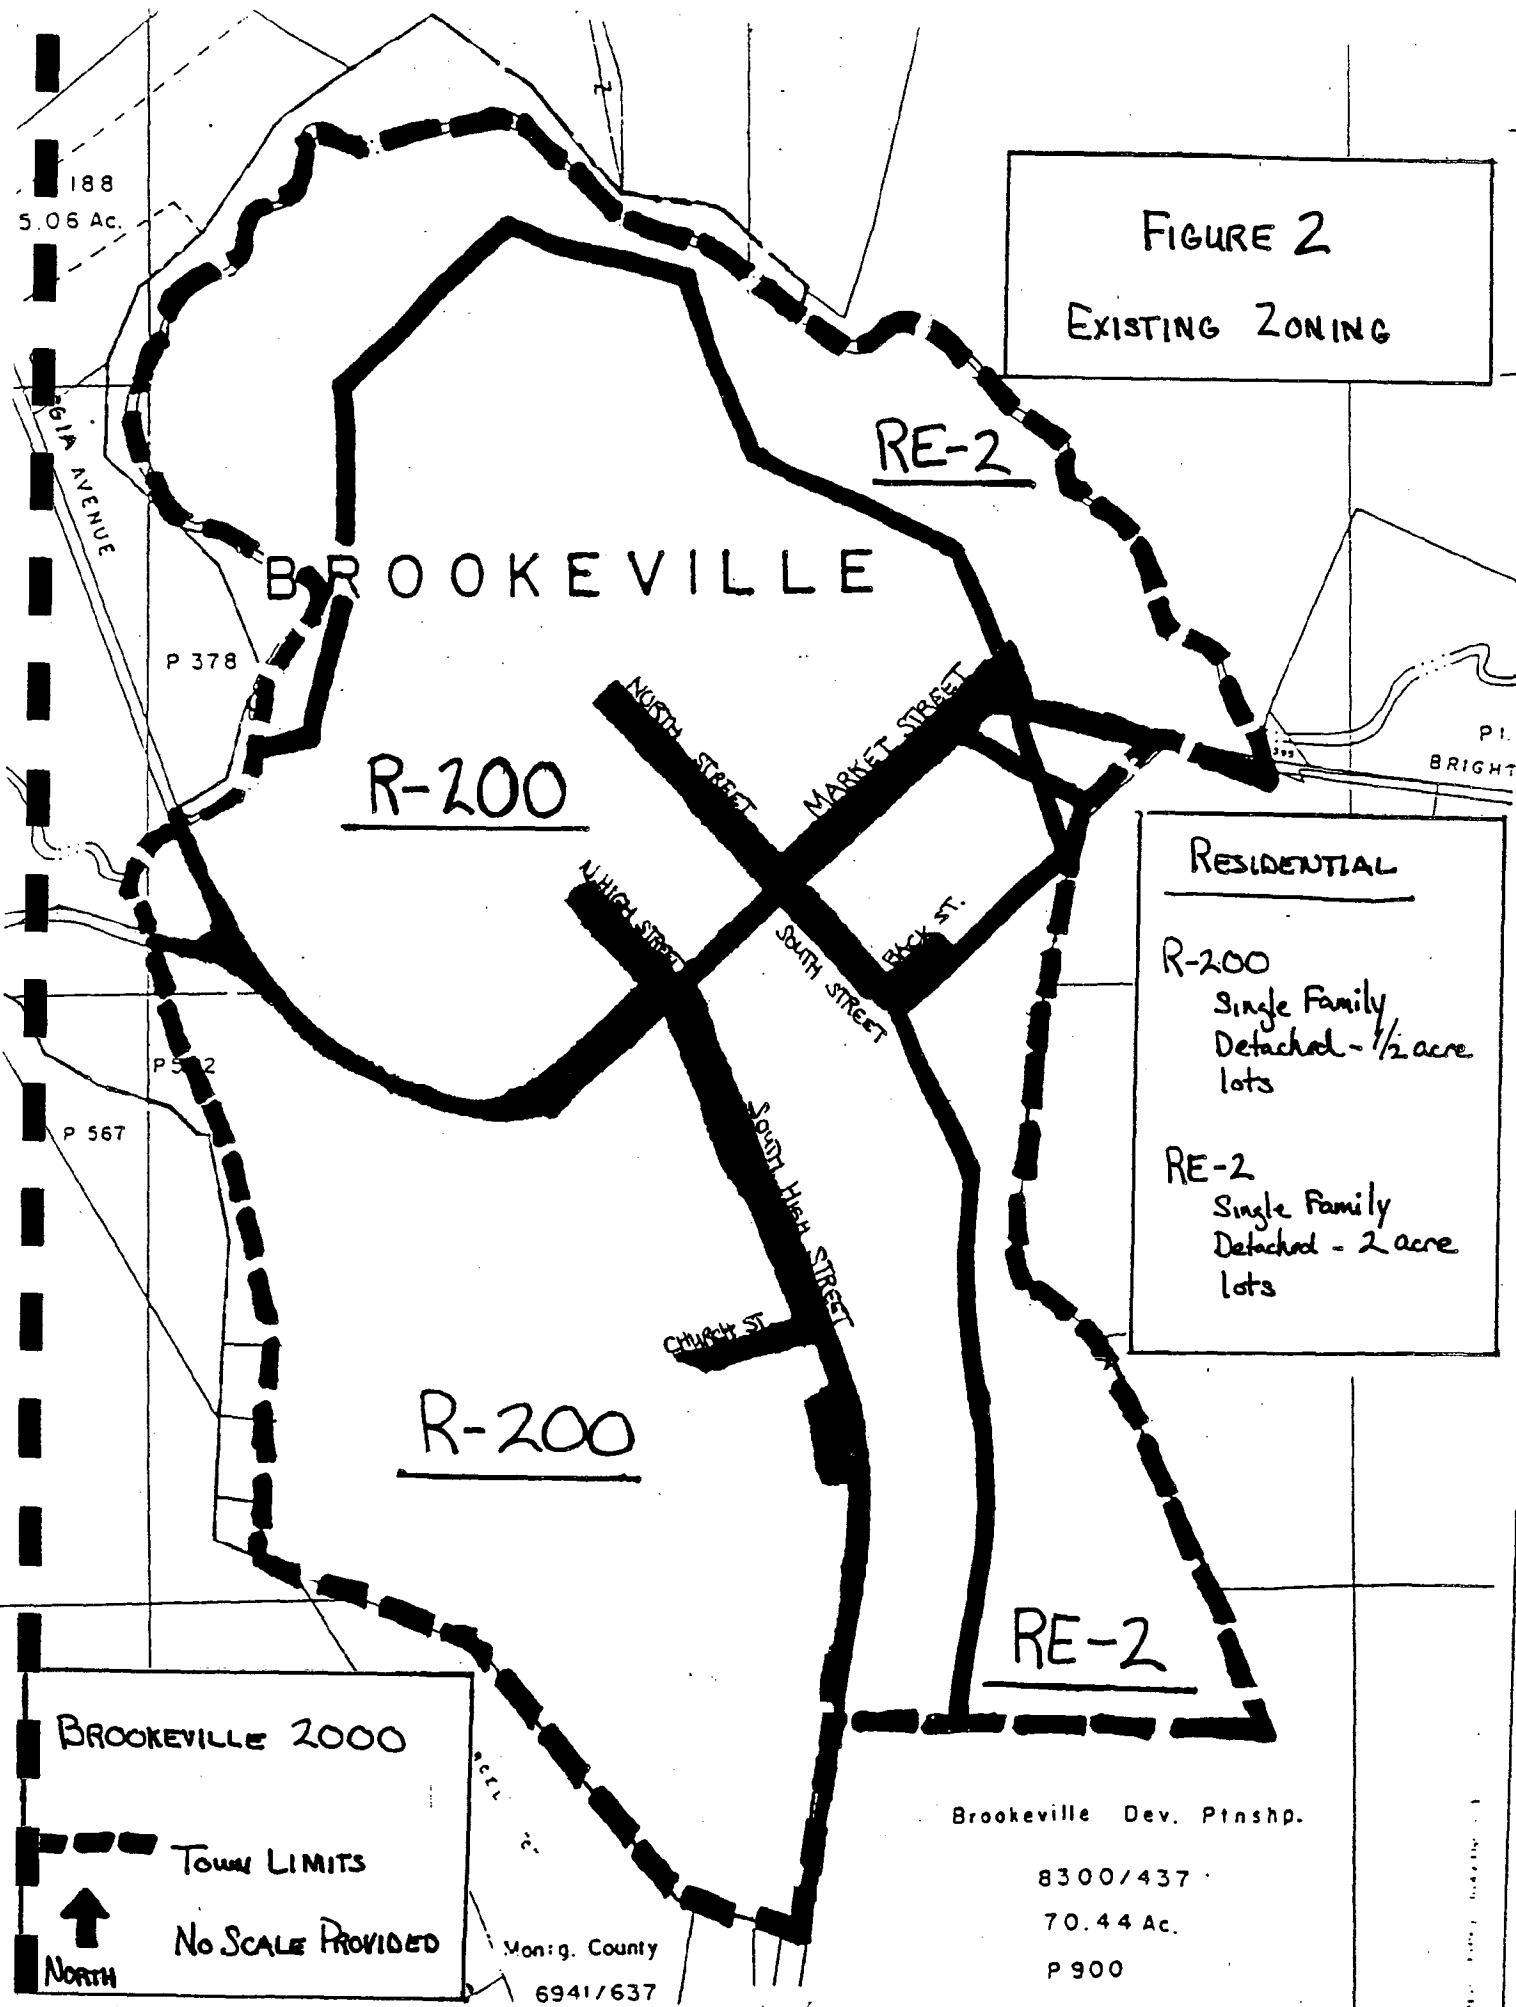 188
5.06 Ac.
FIGURE 2
EXISTING ZONING
GIA AVENUE
RE-2
BROOKEVILLE
P 378
NORTH STREET
MARKET STREET
R-200
N. HIGH STREET
SOUTH STREET
BACK ST.
P1.
BRIGHT
RESIDENTIAL
R-200
Single Family
Detached - 1/2 acre
lots
RE-2
Single Family
Detached - 2 acre
lots
P 567
SOUTH HIGH STREET
CHURCH ST
R-200
RE-2
BROOKEVILLE 2000
TOWN LIMITS
NO SCALE PROVIDED
NORTH
Brookeville Dev. Ptnshp.
8300/437
70.44 Ac.
P 900
Montg. County
6941/637